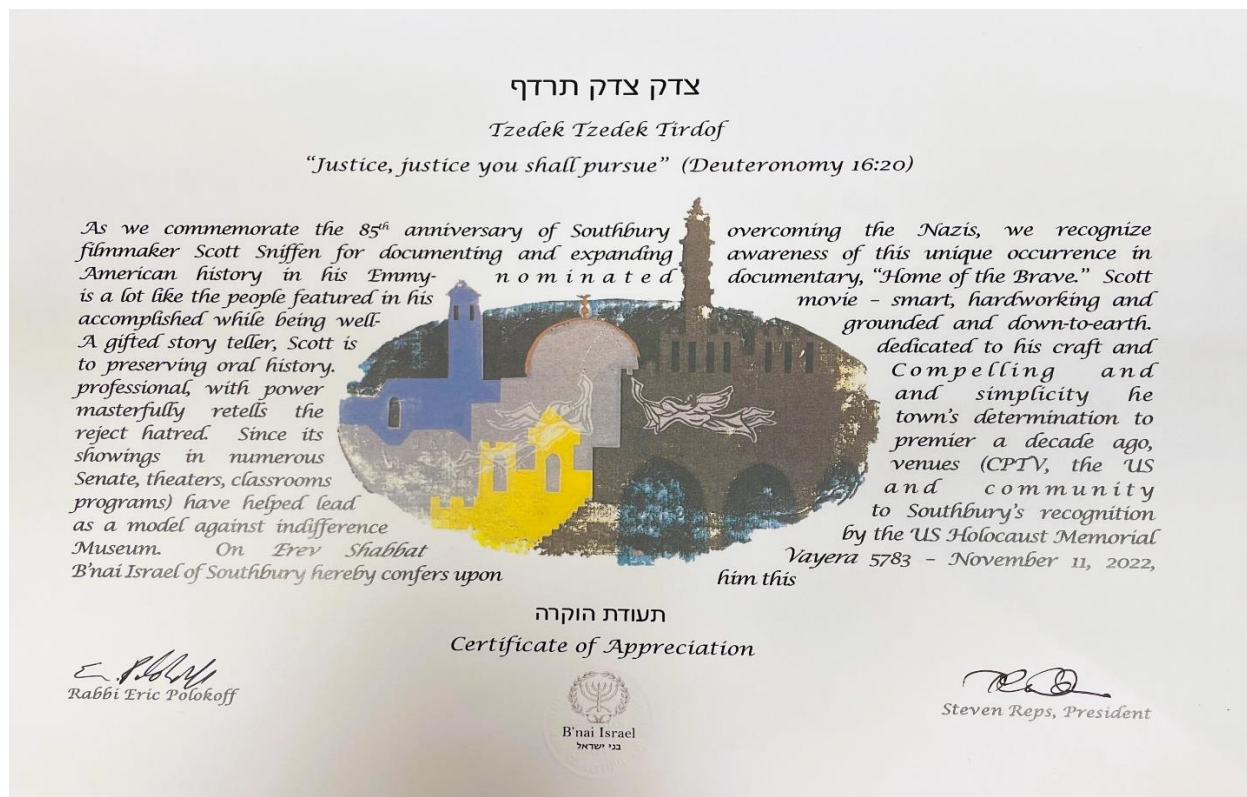 צדק צדק תרדף
Tzedek Tzedek Tirdof
“Justice, justice you shall pursue” (Deuteronomy 16:20)
As we commemorate the 85th anniversary of Southbury overcoming the Nazis, we recognize
filmmaker Scott Sniffen for documenting and expanding awareness of this unique occurrence in
American history in his Emmy- nominated documentary, “Home of the Brave.” Scott
is a lot like the people featured in his movie – smart, hardworking and
accomplished while being well- grounded and down-to-earth.
A gifted story teller, Scott is dedicated to his craft and
to preserving oral history. Compelling and
professional, with power and simplicity he
masterfully retells the town’s determination to
reject hatred. Since its premier a decade ago,
showings in numerous venues (CPTV, the US
Senate, theaters, classrooms and community
programs) have helped lead to Southbury’s recognition
as a model against indifference by the US Holocaust Memorial
Museum. On Erev Shabbat Vayera 5783 – November 11, 2022,
B’nai Israel of Southbury hereby confers upon him this
תעודת הוקרה
Certificate of Appreciation
Rabbi Eric Polokoff
Steven Reps, President
B'nai Israel
בני ישראל